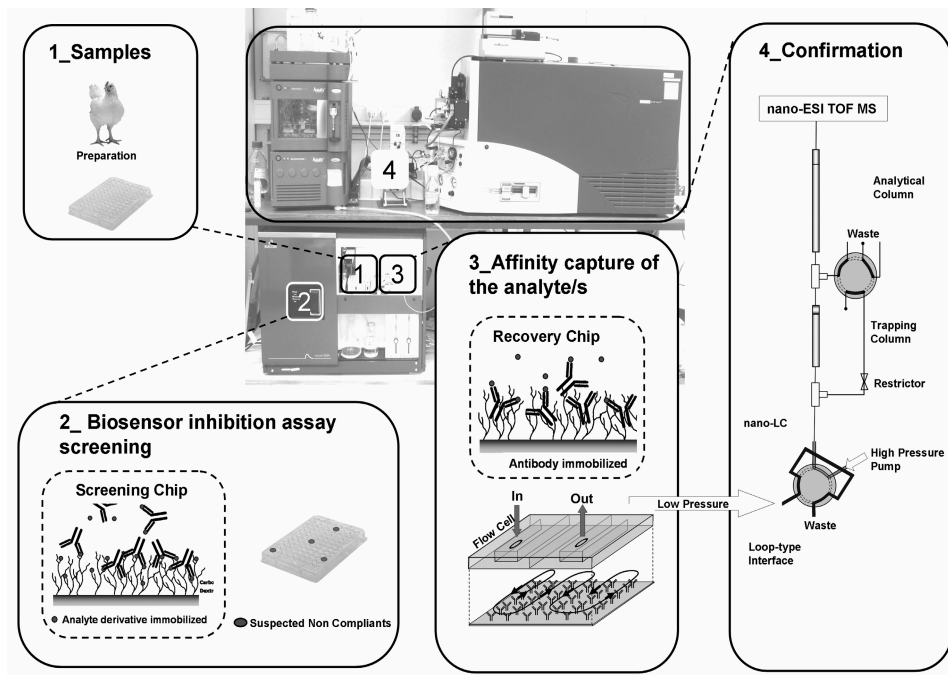 1_Samples
Preparation
4
1
3
2
2_ Biosensor inhibition assay
screening
Screening Chip
Carbo
Dextr
Analyte derivative immobilized
Suspected Non Compliants
3_Affinity capture of
the analyte/s
Recovery Chip
Antibody immobilized
In
Out
Flow Cell
Low Pressure
4_Confirmation
nano-ESI TOF MS
Analytical
Column
Waste
Trapping
Column
Restrictor
nano-LC
High Pressure
Pump
Waste
Loop-type
Interface